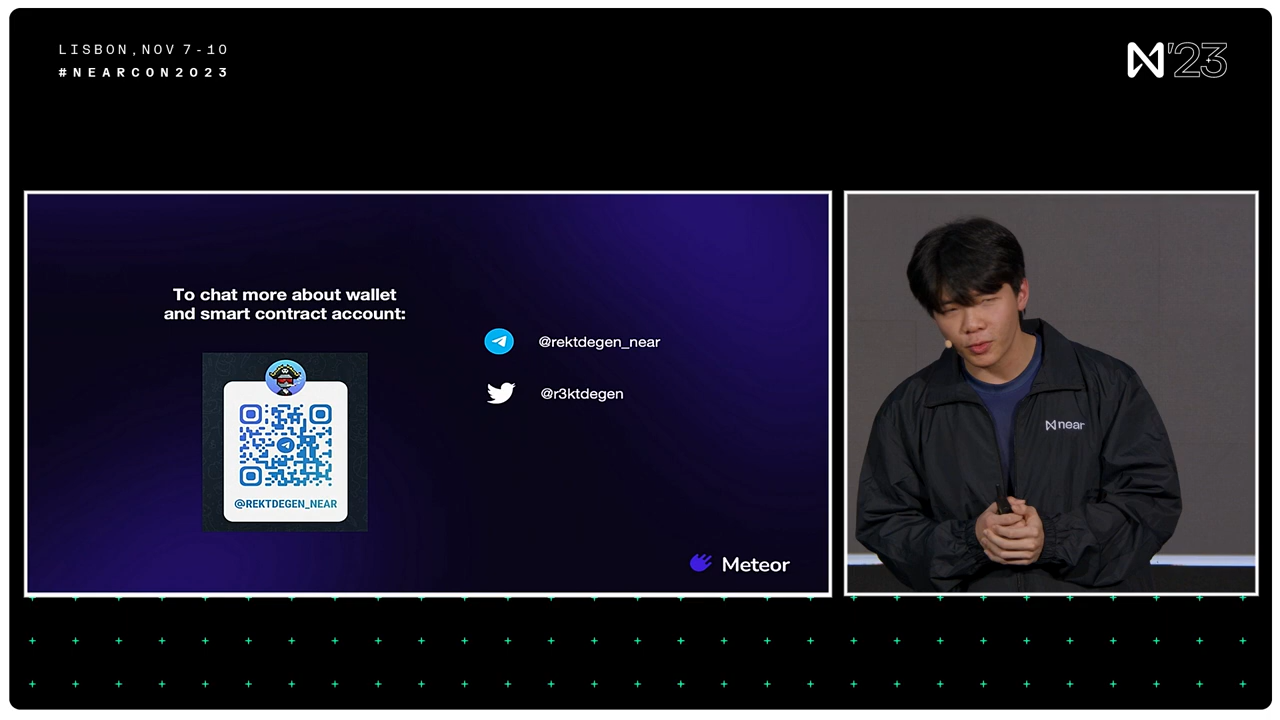 LISBON, NOV 7-10
#NEARCON2023
N'23
To chat more about wallet
and smart contract account:
@rektdegen_near
@r3ktdegen
@REKTDEGEN_NEAR
Meteor
near